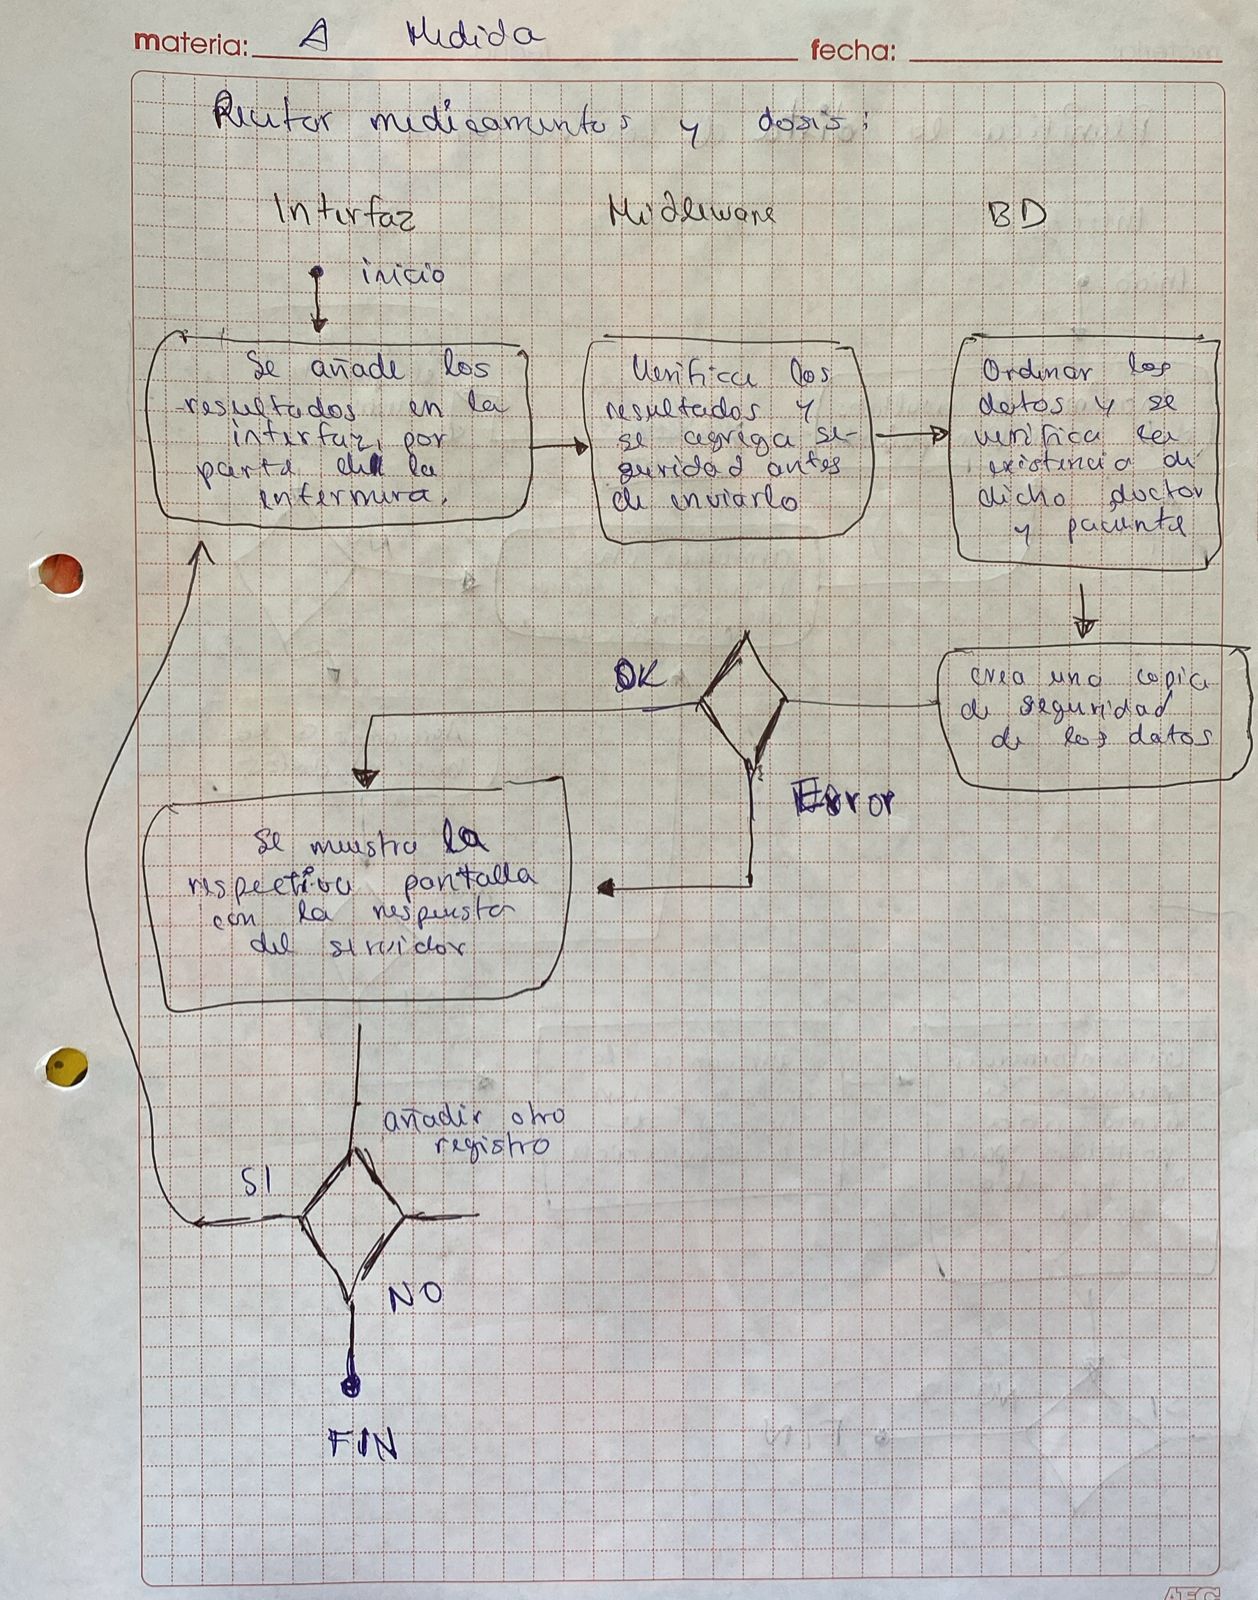 materia: A Medida fecha:
Recitar medicamentos y dosis:
Interfaz Middleware BD
inicio
Se añade los
resultados en la
interfaz, por
parte de la
enfermera.
Verifica los
resultados y
se agrega se-
guridad antes
de enviarlo
Ordenar los
datos y se
verifica la
existencia de
dicho doctor
y paciente
crea una copia
de seguridad
de los datos
OK
Error
Se muestra la
respectiva pantalla
con la respuesta
del servidor
añadir otro
registro
SI
NO
FIN